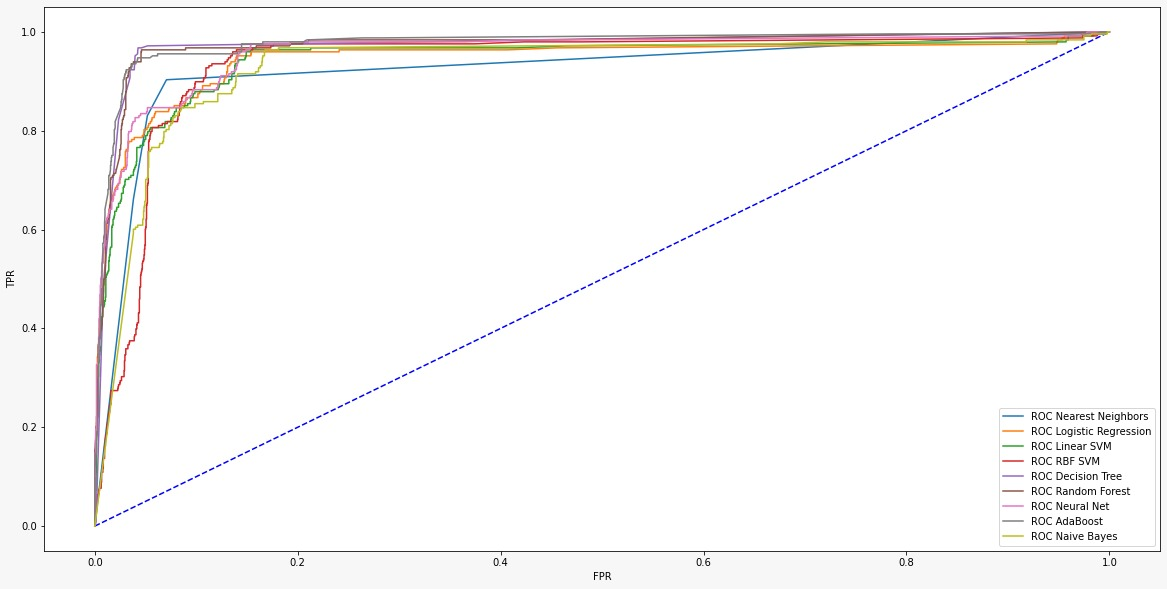 1.0
0.8
0.6
0.4
0.2
0.0
TPR
0.0 0.2 0.4 0.6 0.8 1.0
FPR
ROC Nearest Neighbors
ROC Logistic Regression
ROC Linear SVM
ROC RBF SVM
ROC Decision Tree
ROC Random Forest
ROC Neural Net
ROC AdaBoost
ROC Naive Bayes